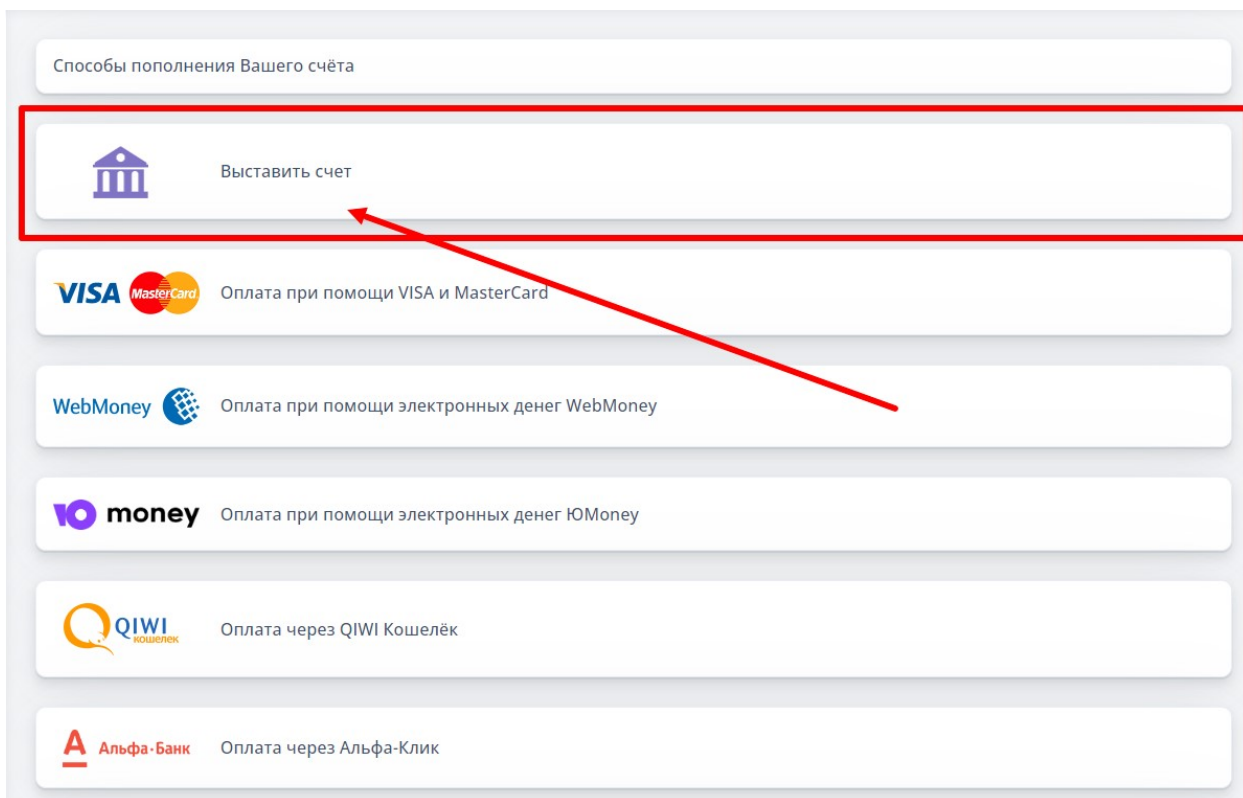 Способы пополнения Вашего счёта
Выставить счет
VISA MasterCard Оплата при помощи VISA и MasterCard
WebMoney Оплата при помощи электронных денег WebMoney
Ю money Оплата при помощи электронных денег ЮMoney
QIWI КОШЕЛЕК Оплата через QIWI Кошелёк
А Альфа-Банк Оплата через Альфа-Клик